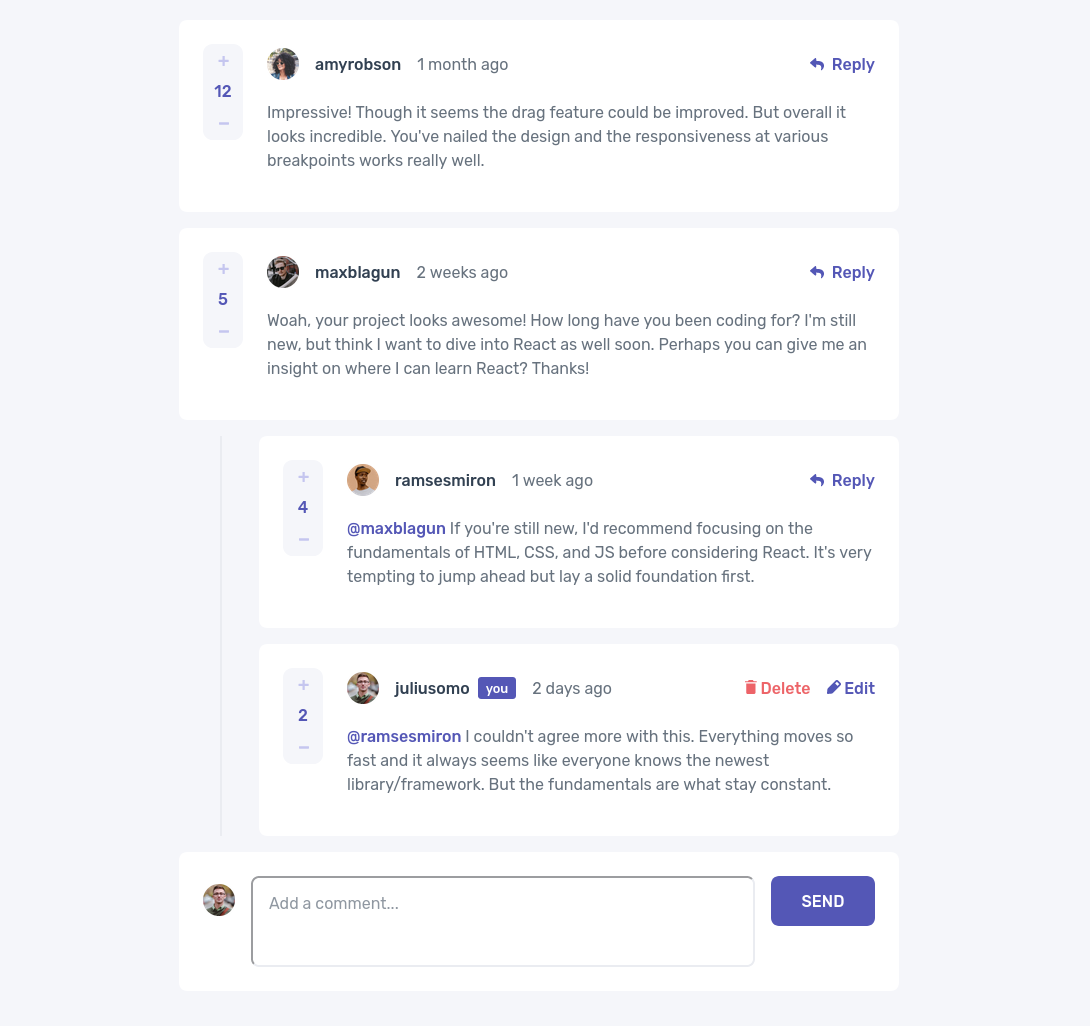 +
12
−
amyrobson 1 month ago Reply
Impressive! Though it seems the drag feature could be improved. But overall it
looks incredible. You've nailed the design and the responsiveness at various
breakpoints works really well.
+
5
−
maxblagun 2 weeks ago Reply
Woah, your project looks awesome! How long have you been coding for? I'm still
new, but think I want to dive into React as well soon. Perhaps you can give me an
insight on where I can learn React? Thanks!
+
4
−
ramsesmiron 1 week ago Reply
@maxblagun If you're still new, I'd recommend focusing on the
fundamentals of HTML, CSS, and JS before considering React. It's very
tempting to jump ahead but lay a solid foundation first.
+
2
−
juliusomo you 2 days ago Delete Edit
@ramsesmiron I couldn't agree more with this. Everything moves so
fast and it always seems like everyone knows the newest
library/framework. But the fundamentals are what stay constant.
Add a comment... SEND